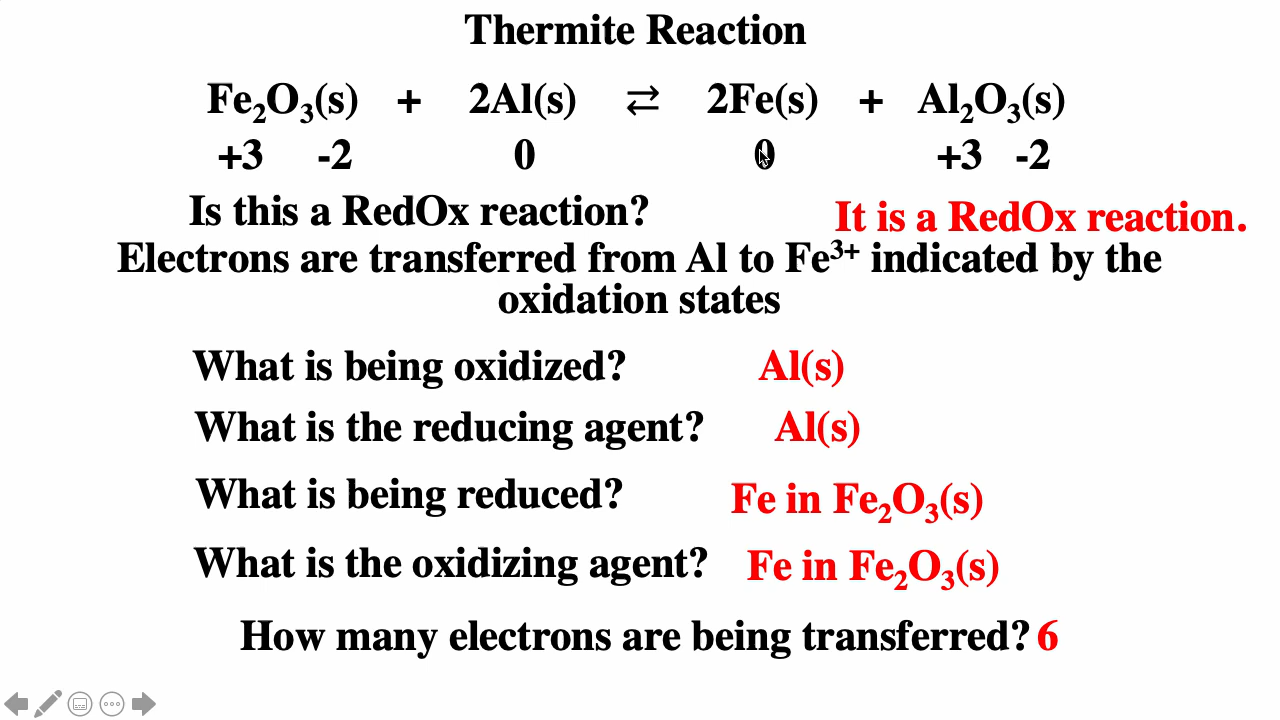 Thermite Reaction
Fe₂O₃(s) + 2Al(s) ⇄ 2Fe(s) + Al₂O₃(s)
+3 -2 0 0 +3 -2
Is this a RedOx reaction? It is a RedOx reaction.
Electrons are transferred from Al to Fe³⁺ indicated by the
oxidation states
What is being oxidized? Al(s)
What is the reducing agent? Al(s)
What is being reduced? Fe in Fe₂O₃(s)
What is the oxidizing agent? Fe in Fe₂O₃(s)
How many electrons are being transferred? 6